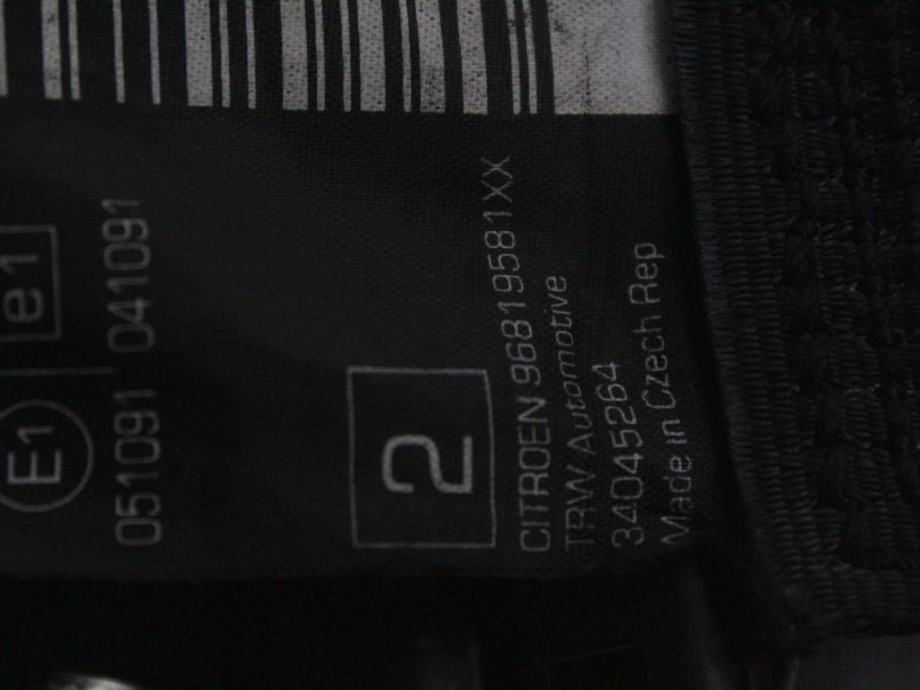 E1 e1
051091 041091
2
CITROEN 96819581XX
TRW Automotive
34045264
Made in Czech Rep